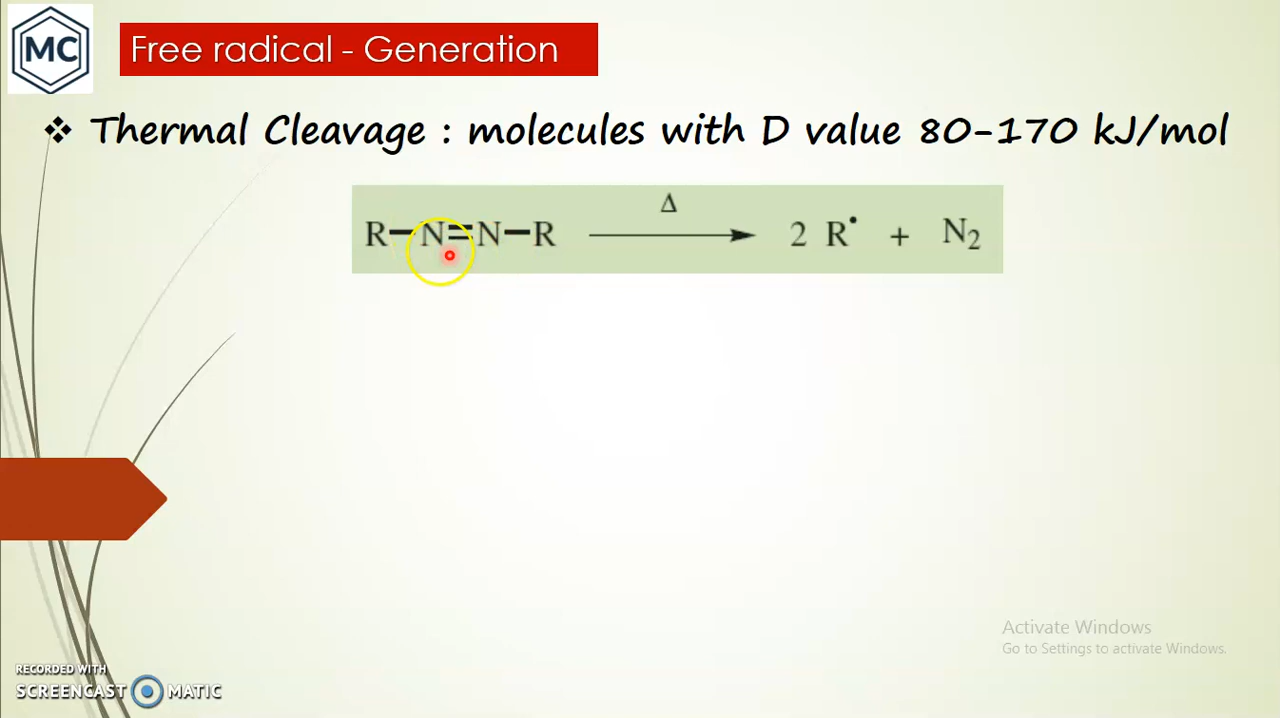 MC
Free radical - Generation
❖ Thermal Cleavage : molecules with D value 80-170 kJ/mol
R–N=N–R →Δ 2 R• + N₂
Activate Windows
Go to Settings to activate Windows.
RECORDED WITH
SCREENCAST MATIC